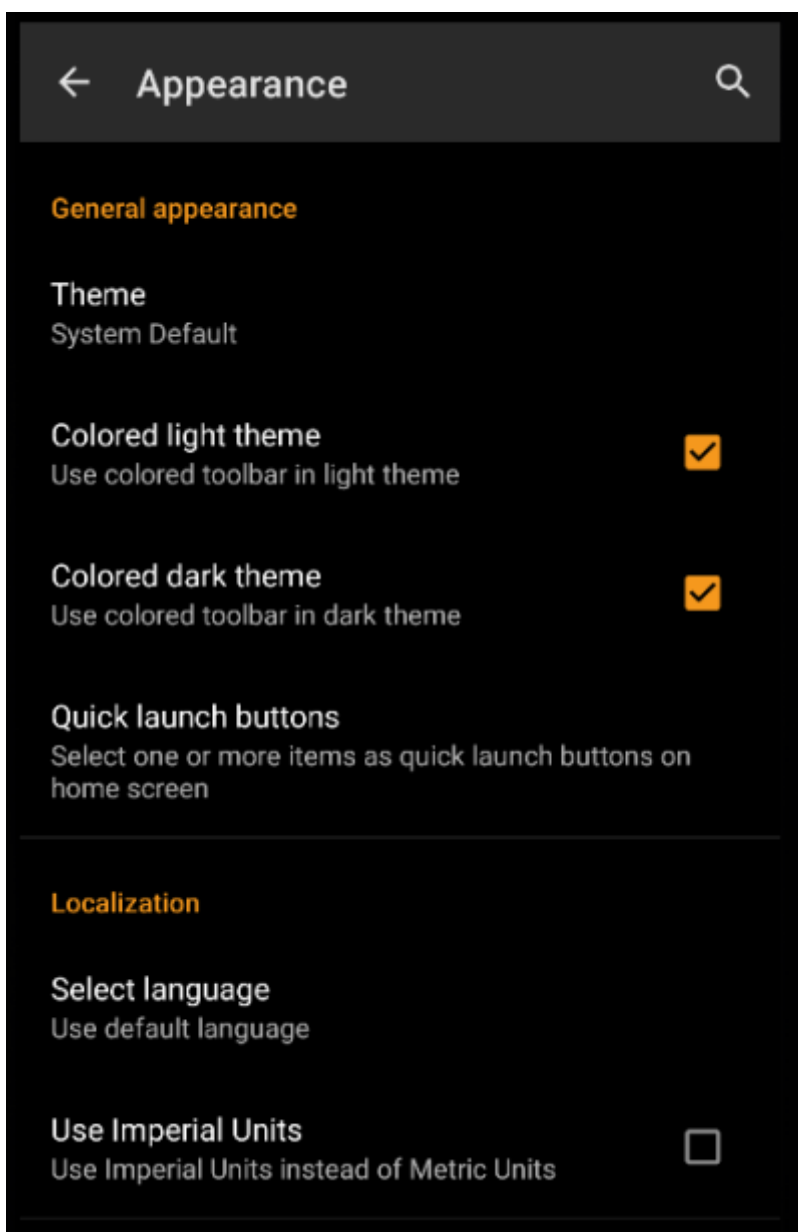 Appearance
General appearance
Theme
System Default
Colored light theme
Use colored toolbar in light theme
Colored dark theme
Use colored toolbar in dark theme
Quick launch buttons
Select one or more items as quick launch buttons on
home screen
Localization
Select language
Use default language
Use Imperial Units
Use Imperial Units instead of Metric Units